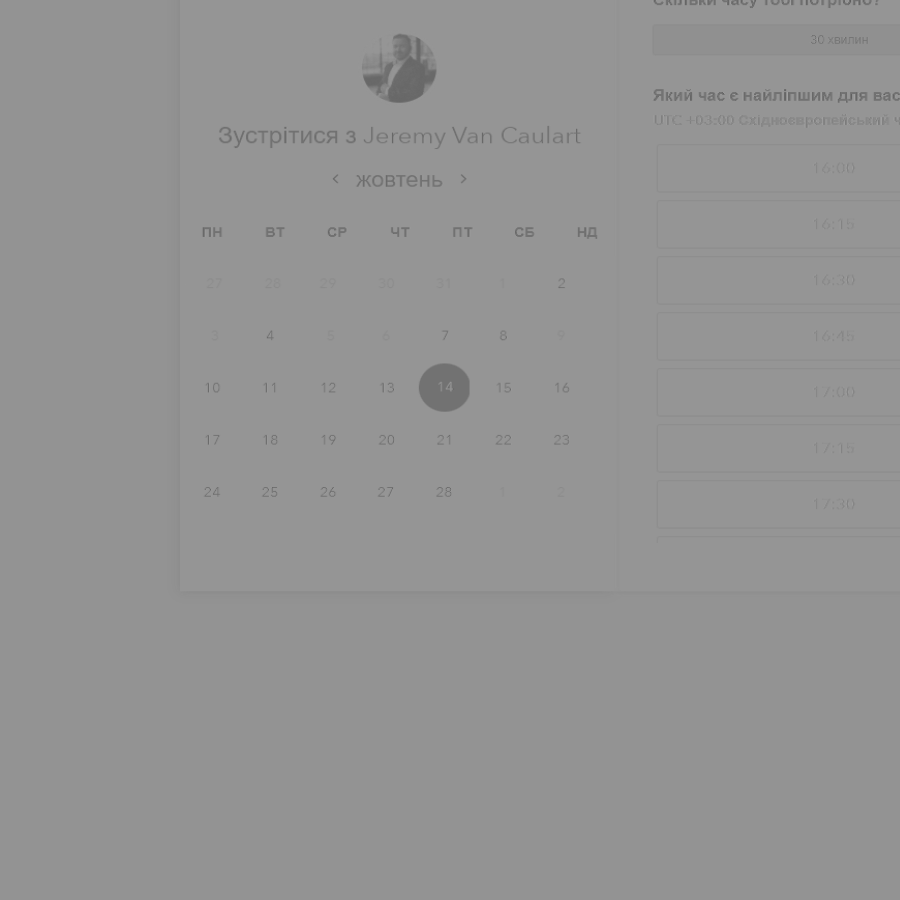 Скільки часу тобі потрібно?
30 хвилин
Зустрітися з Jeremy Van Caulart
жовтень
ПН ВТ СР ЧТ ПТ СБ НД
27 28 29 30 31 1 2
3 4 5 6 7 8 9
10 11 12 13 14 15 16
17 18 19 20 21 22 23
24 25 26 27 28 1 2
Який час є найліпшим для вас
UTC +03:00 Східноєвропейський ч
16:00
16:15
16:30
16:45
17:00
17:15
17:30